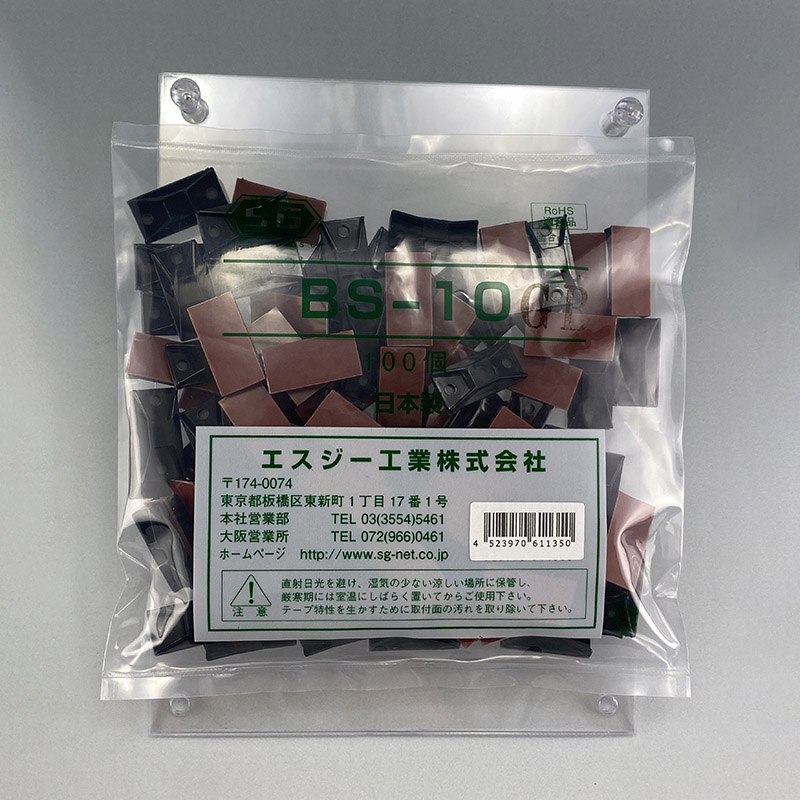 SG
RoHS
適合品
BS-10GL
100個
日本製
エスジー工業株式会社
〒174-0074
東京都板橋区東新町1丁目17番1号
本社営業部 TEL 03(3554)5461
大阪営業所 TEL 072(966)0461
ホームページ http://www.sg-net.co.jp
4 523970 611350
注意
直射日光を避け、湿気の少ない涼しい場所に保管し、
厳寒期には室温にしばらく置いてからご使用下さい。
テープ特性を生かすために取付面の汚れを取り除いて下さい。